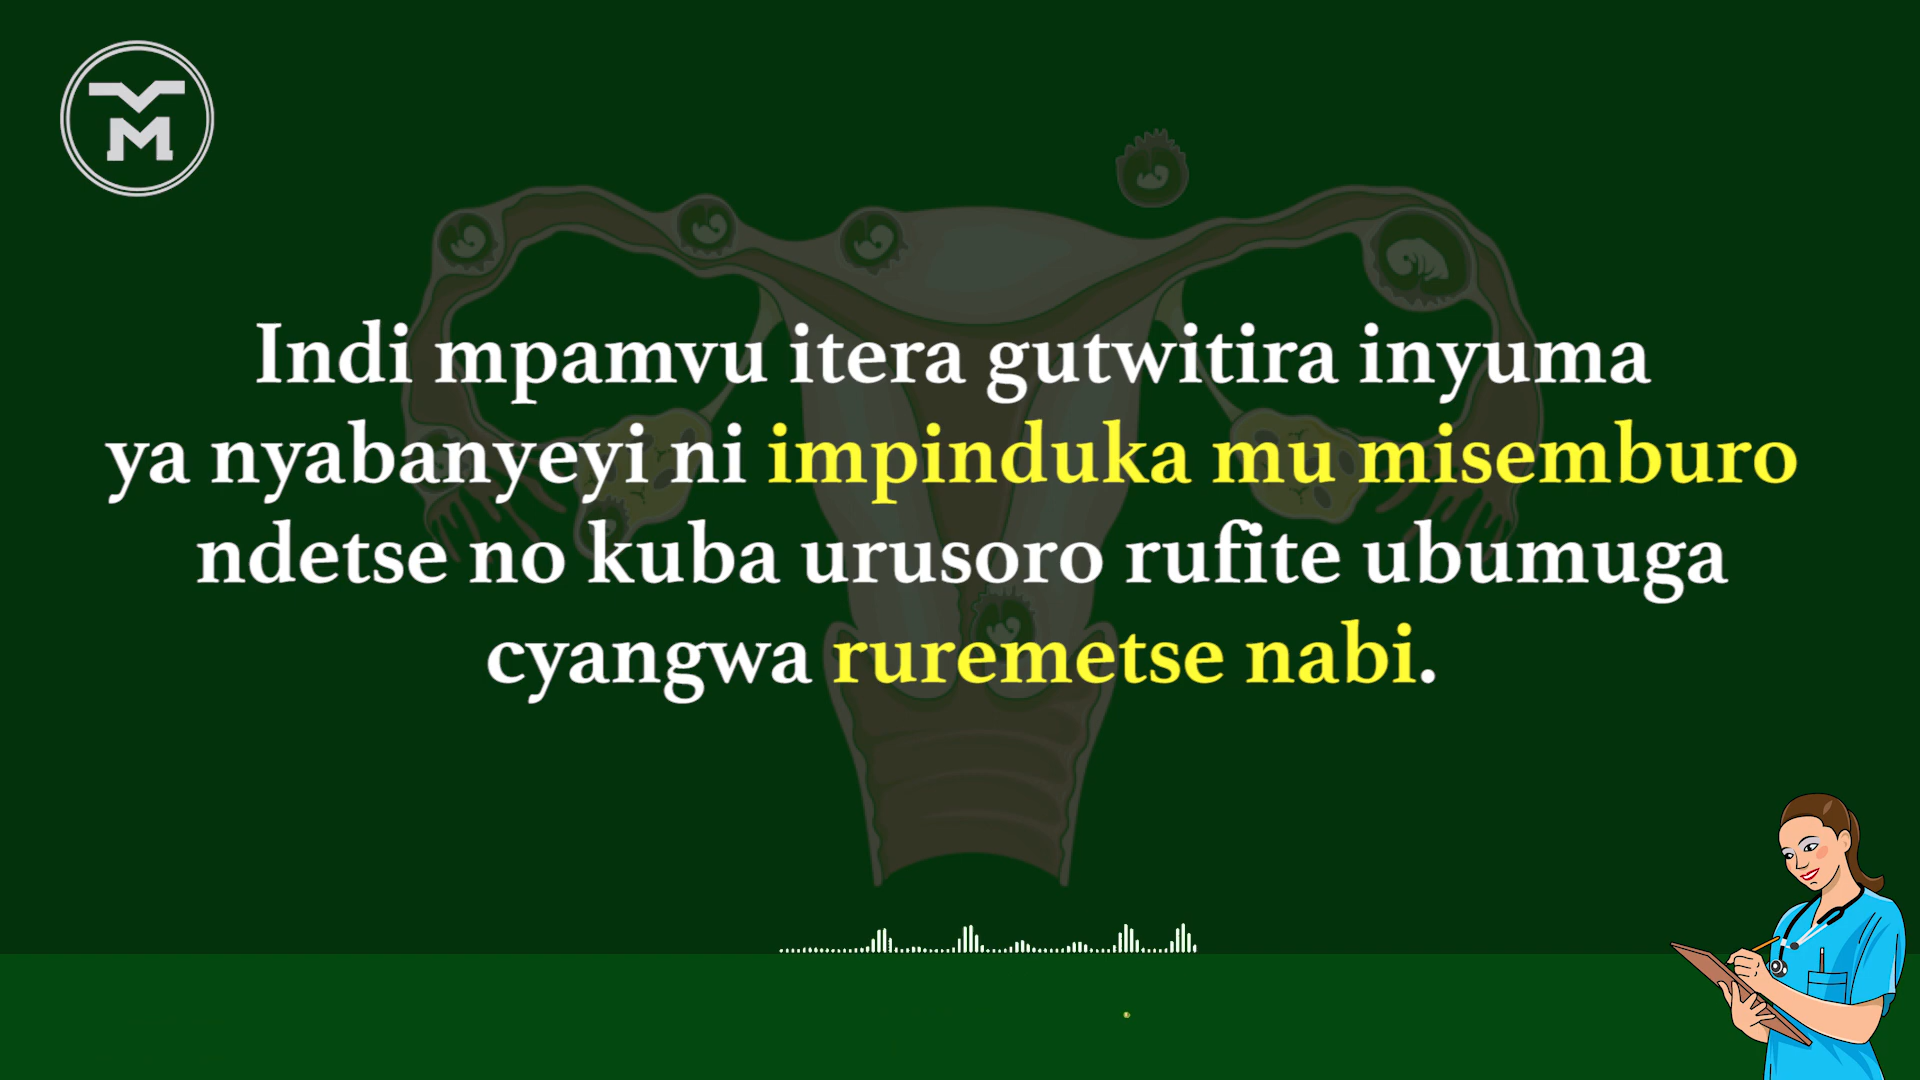 YM
Indi mpamvu itera gutwitira inyuma
ya nyabanyeyi ni impinduka mu misemburo
ndetse no kuba urusoro rufite ubumuga
cyangwa ruremetse nabi.